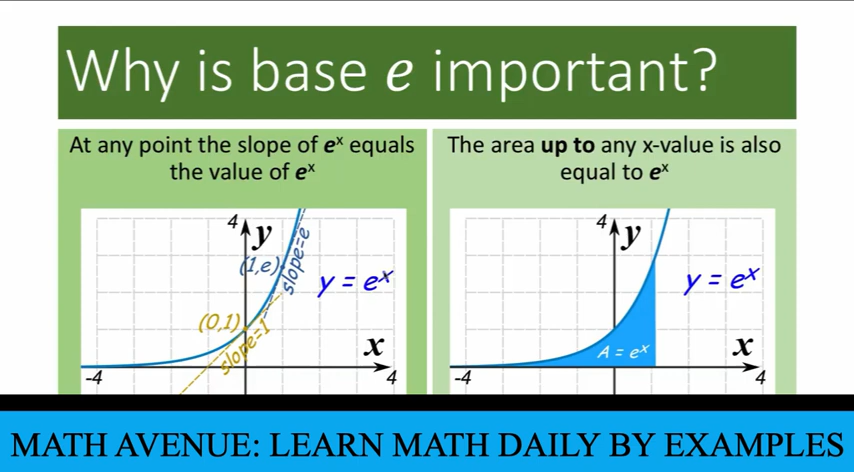 Why is base e important?
At any point the slope of eˣ equals
the value of eˣ
4
y
(1,e)
slope=e
y = eˣ
(0,1)
slope=1
x
-4
4
The area up to any x-value is also
equal to eˣ
4
y
y = eˣ
A = eˣ
x
-4
4
MATH AVENUE: LEARN MATH DAILY BY EXAMPLES